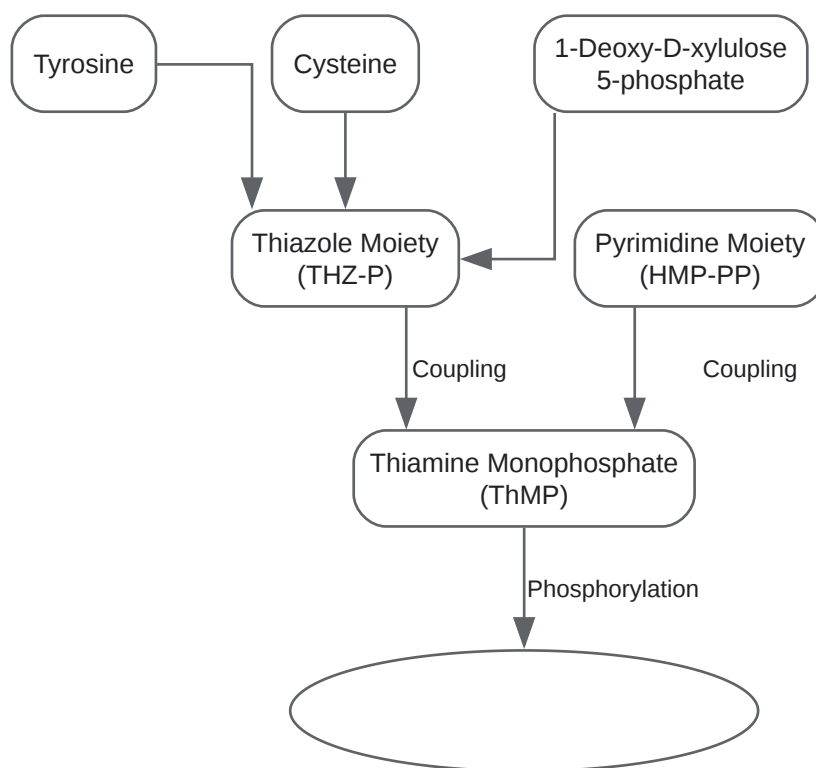 Tyrosine
Cysteine
1-Deoxy-D-xylulose
5-phosphate
Thiazole Moiety
(THZ-P)
Pyrimidine Moiety
(HMP-PP)
Coupling
Coupling
Thiamine Monophosphate
(ThMP)
Phosphorylation